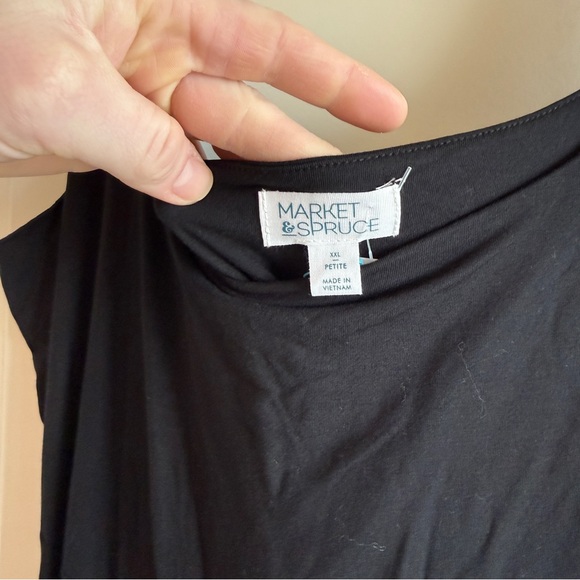 MARKET
&SPRUCE
XXL
PETITE
MADE IN
VIETNAM